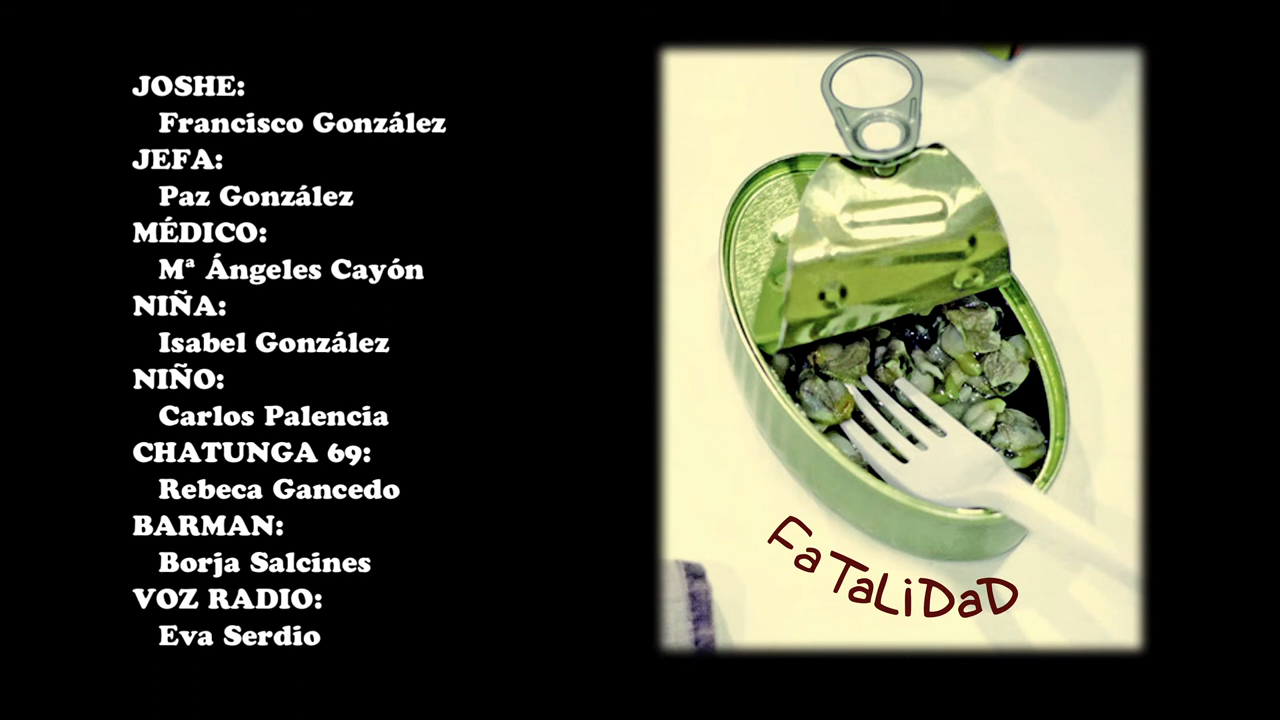 JOSHE:
Francisco González
JEFA:
Paz González
MÉDICO:
Mª Ángeles Cayón
NIÑA:
Isabel González
NIÑO:
Carlos Palencia
CHATUNGA 69:
Rebeca Gancedo
BARMAN:
Borja Salcines
VOZ RADIO:
Eva Serdio
FaTaLiDaD